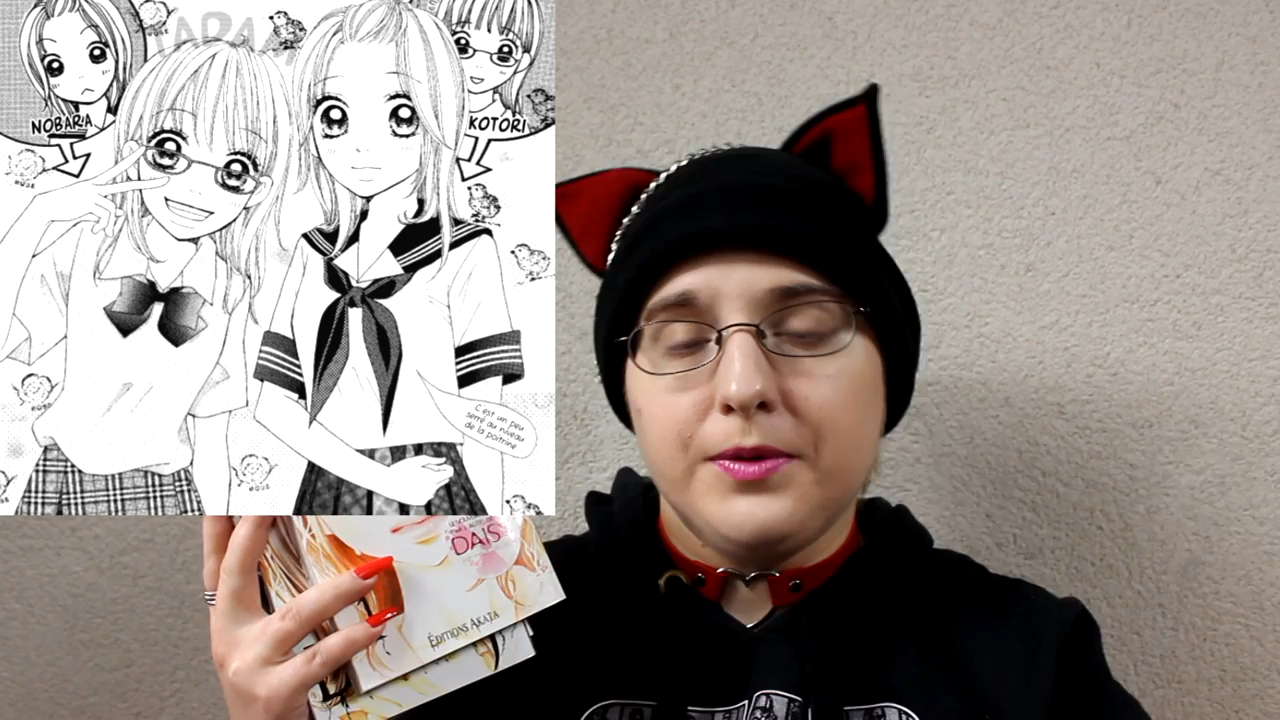 NOBARA
KOTORI
C'est un peu
serré au niveau
de la poitrine
DAIS
ÉDITIONS AKATA